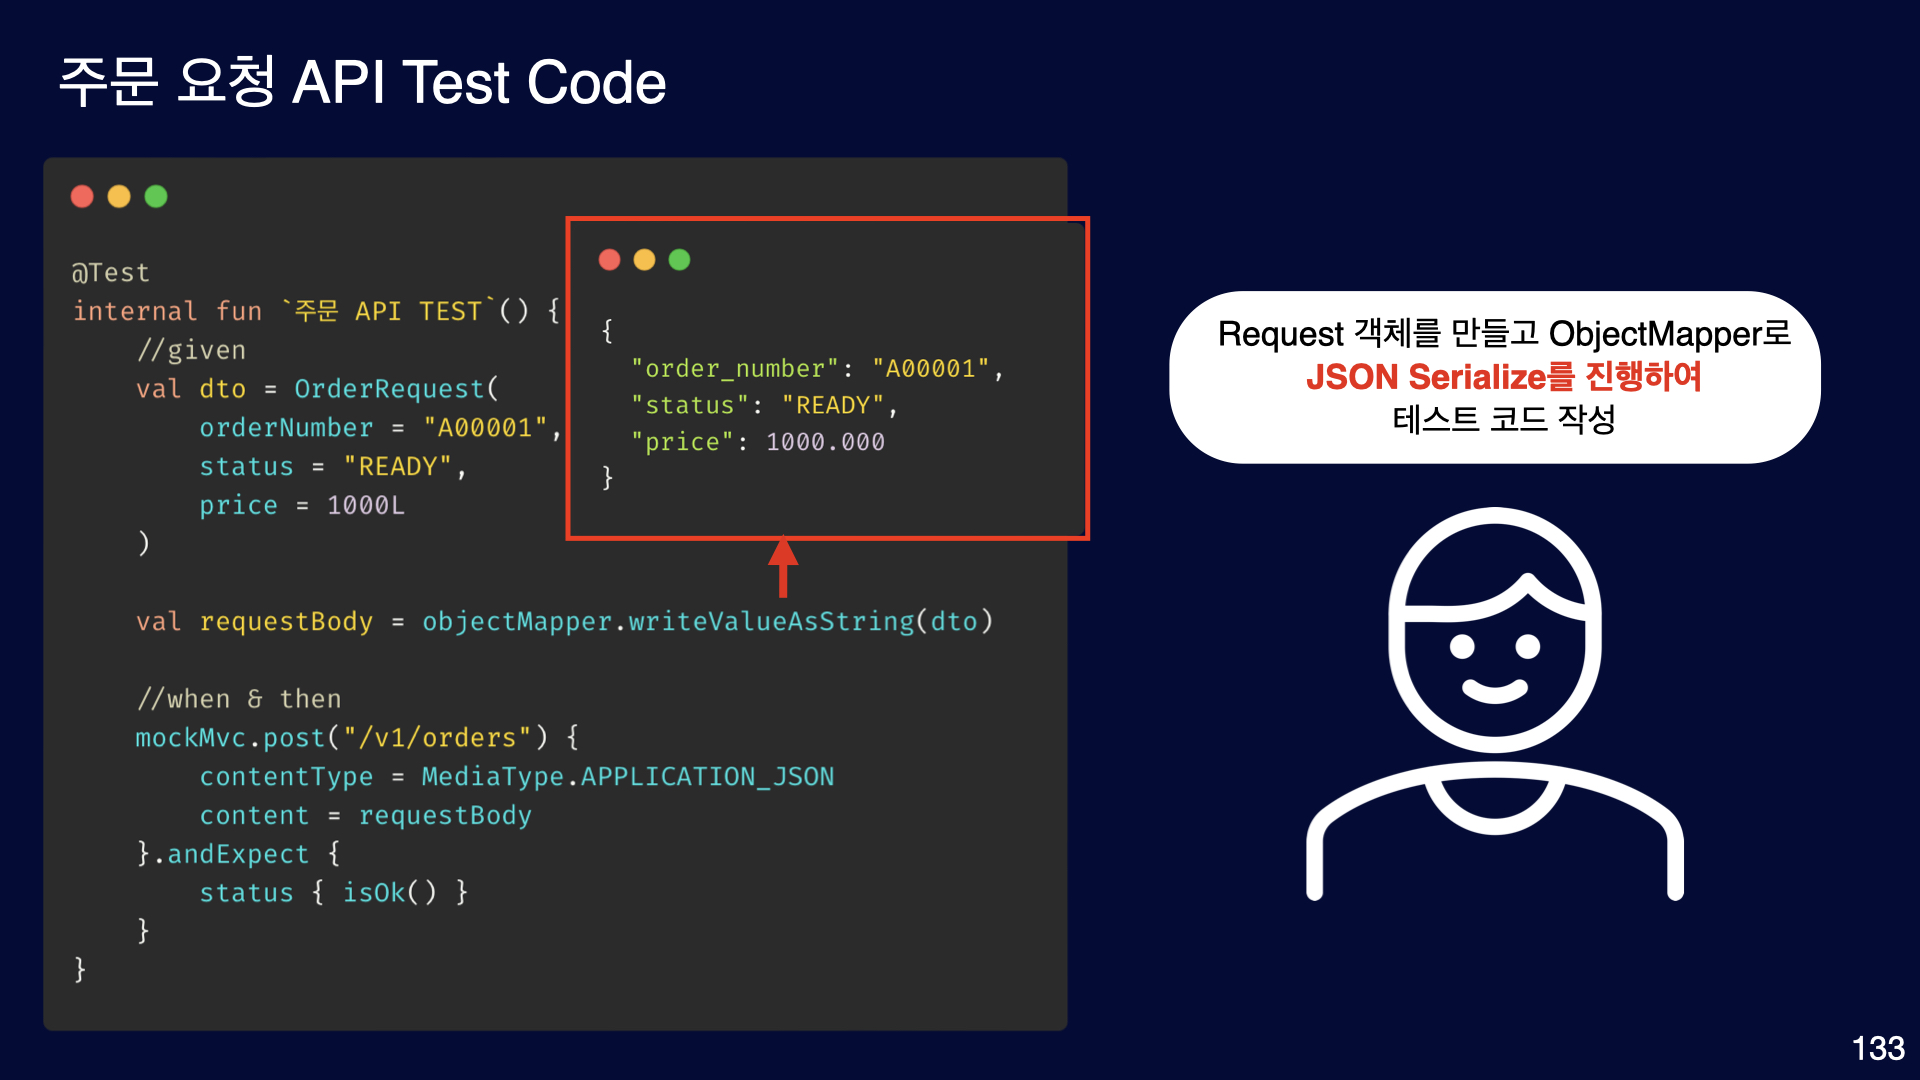 주문 요청 API Test Code
@Test
internal fun `주문 API TEST`() {
//given
val dto = OrderRequest(
orderNumber = "A00001",
status = "READY",
price = 1000L
)
val requestBody = objectMapper.writeValueAsString(dto)
//when & then
mockMvc.post("/v1/orders") {
contentType = MediaType.APPLICATION_JSON
content = requestBody
}.andExpect {
status { isOk() }
}
}
{
"order_number": "A00001",
"status": "READY",
"price": 1000.000
}
Request 객체를 만들고 ObjectMapper로
JSON Serialize를 진행하여
테스트 코드 작성
133